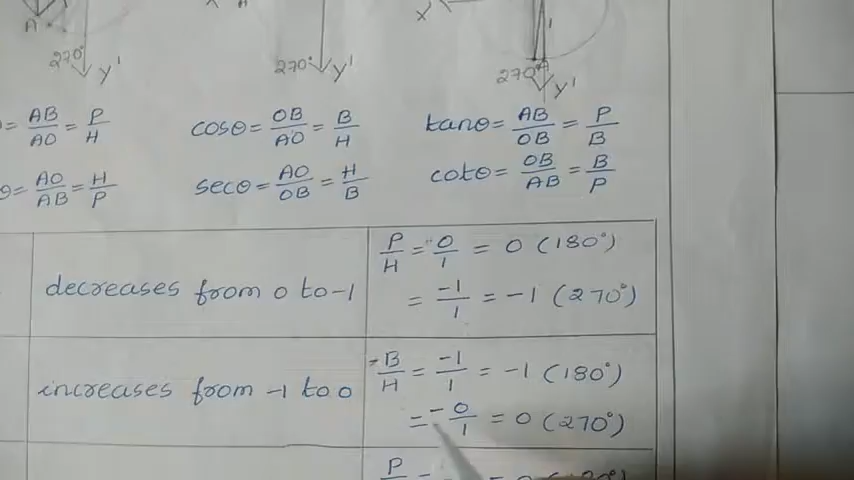 A X'
270° Y' 270° Y' 270° A Y'
= AB/AO = P/H cosθ = OB/AO = B/H tanθ = AB/OB = P/B
θ = AO/AB = H/P secθ = AO/OB = H/B cotθ = OB/AB = B/P
decreases from 0 to -1 P/H = 0/1 = 0 (180°)
= -1/1 = -1 (270°)
increases from -1 to 0 -B/H = -1/1 = -1 (180°)
= -0/1 = 0 (270°)
P